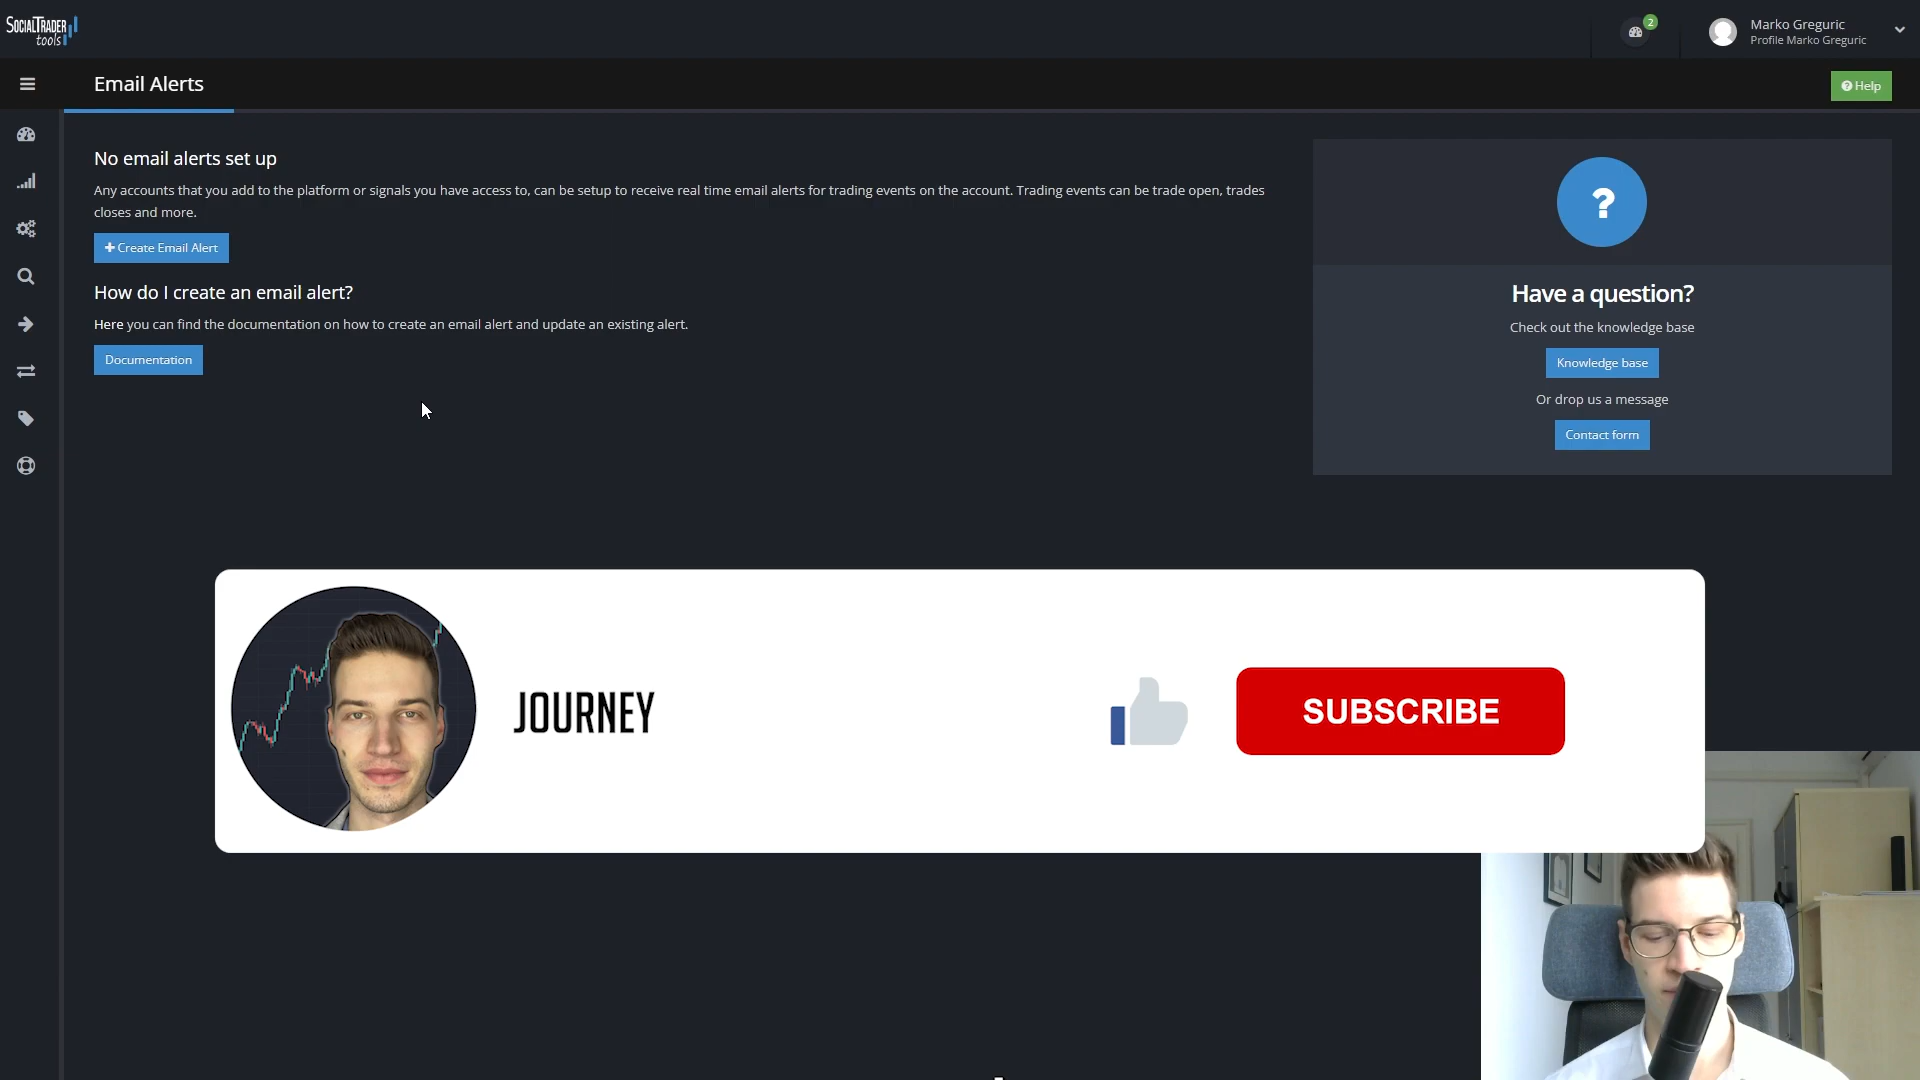 SOCIALTRADER
tools
2
Marko Greguric
Profile Marko Greguric
Email Alerts
Help
No email alerts set up
Any accounts that you add to the platform or signals you have access to, can be setup to receive real time email alerts for trading events on the account. Trading events can be trade open, trades
closes and more.
Create Email Alert
How do I create an email alert?
Here you can find the documentation on how to create an email alert and update an existing alert.
Documentation
?
Have a question?
Check out the knowledge base
Knowledge base
Or drop us a message
Contact form
JOURNEY
SUBSCRIBE